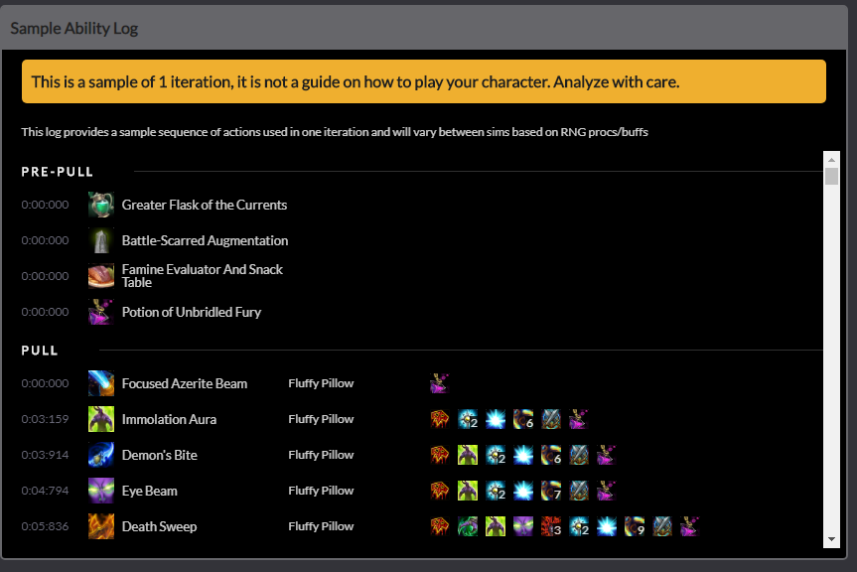 Sample Ability Log
This is a sample of 1 iteration, it is not a guide on how to play your character. Analyze with care.
This log provides a sample sequence of actions used in one iteration and will vary between sims based on RNG procs/buffs
PRE-PULL
0:00:000 Greater Flask of the Currents
0:00:000 Battle-Scarred Augmentation
0:00:000 Famine Evaluator And Snack
Table
0:00:000 Potion of Unbridled Fury
PULL
0:00:000 Focused Azerite Beam Fluffy Pillow
0:03:159 Immolation Aura Fluffy Pillow 2 6
0:03:914 Demon's Bite Fluffy Pillow 2 6
0:04:794 Eye Beam Fluffy Pillow 2 7
0:05:836 Death Sweep Fluffy Pillow 3 2 9